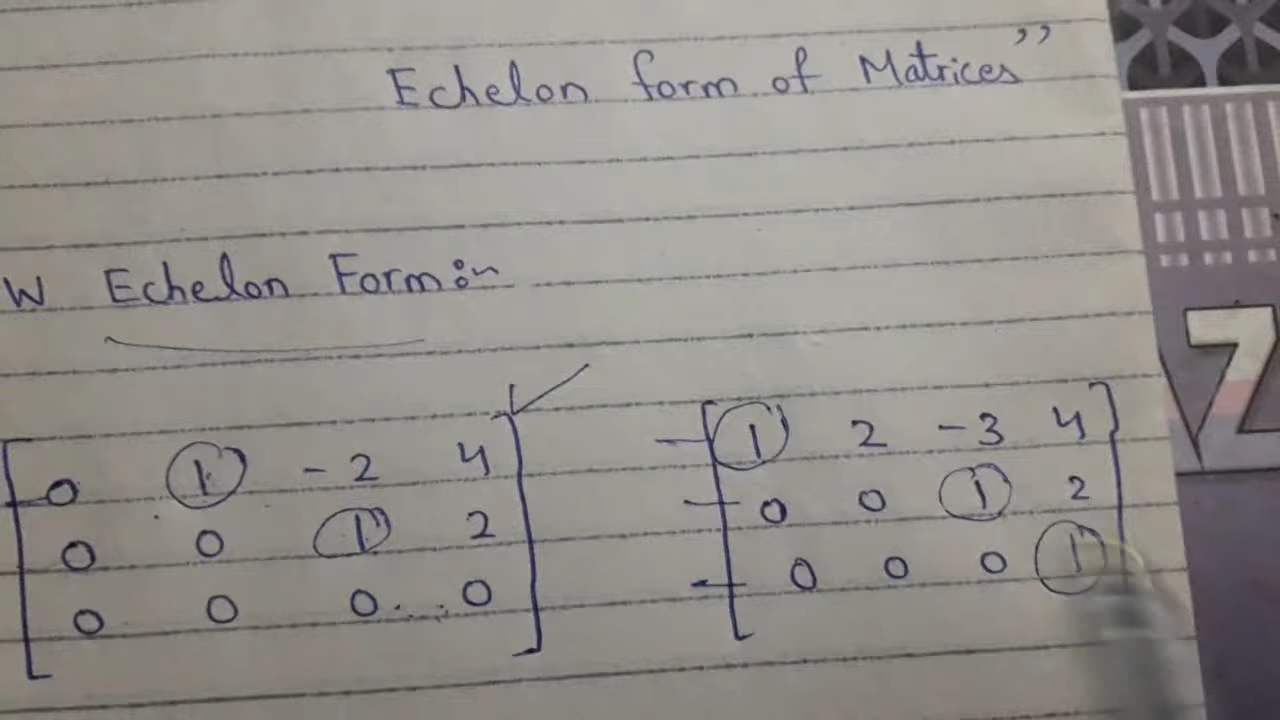 Echelon form of Matrices”
W Echelon Form:~
0 1 -2 4
0 0 1 2
0 0 0 0
1 2 -3 4
0 0 1 2
0 0 0 1